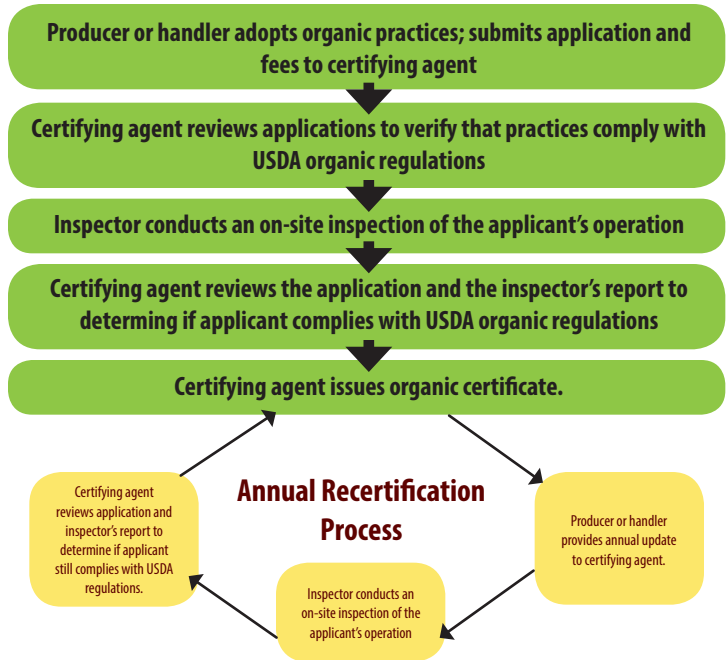 Producer or handler adopts organic practices; submits application and
fees to certifying agent
Certifying agent reviews applications to verify that practices comply with
USDA organic regulations
Inspector conducts an on-site inspection of the applicant's operation
Certifying agent reviews the application and the inspector's report to
determing if applicant complies with USDA organic regulations
Certifying agent issues organic certificate.
Annual Recertification
Process
Producer or handler
provides annual update
to certifying agent.
Inspector conducts an
on-site inspection of the
applicant's operation
Certifying agent
reviews application and
inspector's report to
determine if applicant
still complies with USDA
regulations.